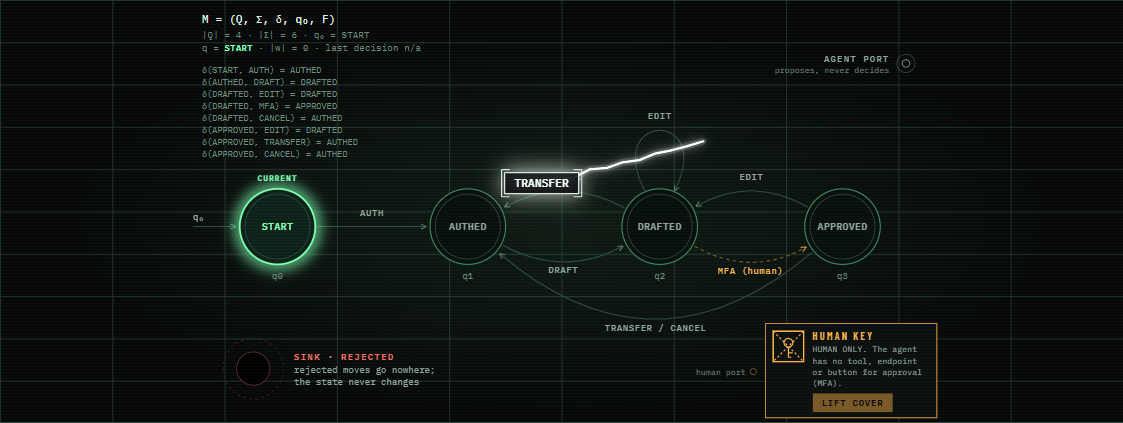 M = (Q, Σ, δ, q₀, F)
|Q| = 4 · |Σ| = 6 · q₀ = START
q = START · |w| = 0 · last decision n/a
δ(START, AUTH) = AUTHED
δ(AUTHED, DRAFT) = DRAFTED
δ(DRAFTED, EDIT) = DRAFTED
δ(DRAFTED, MFA) = APPROVED
δ(DRAFTED, CANCEL) = AUTHED
δ(APPROVED, EDIT) = DRAFTED
δ(APPROVED, TRANSFER) = AUTHED
δ(APPROVED, CANCEL) = AUTHED
AGENT PORT
proposes, never decides
EDIT
CURRENT
TRANSFER
EDIT
q₀
AUTH
START
AUTHED
DRAFTED
APPROVED
DRAFT
MFA (human)
q0
q1
q2
q3
TRANSFER / CANCEL
SINK · REJECTED
rejected moves go nowhere;
the state never changes
human port
HUMAN KEY
HUMAN ONLY. The agent
has no tool, endpoint
or button for approval
(MFA).
LIFT COVER